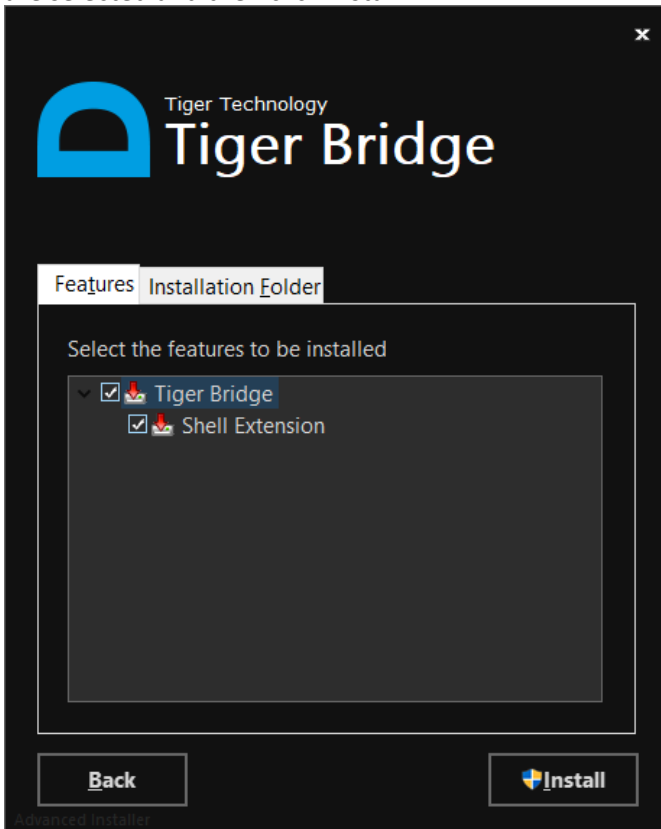 x
Tiger Technology
Tiger Bridge
Features Installation Folder
Select the features to be installed
Tiger Bridge
Shell Extension
Back Install
Advanced Installer